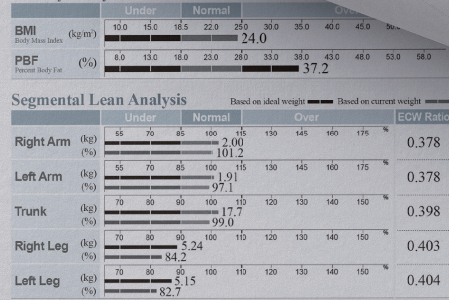 Under Normal
BMI (kg/m²) 10.0 15.0 18.5 22.0 25.0 30.0 35.0 40.0 45.0
Body Mass Index 24.0
PBF (%) 8.0 13.0 18.0 23.0 28.0 33.0 38.0 43.0 48.0 53.0 58.0
Percent Body Fat 37.2
Segmental Lean Analysis Based on ideal weight Based on current weight
Under Normal Over ECW Ratio
55 70 85 100 115 130 145 160 175 %
Right Arm (kg) 2.00 0.378
(%) 101.2
55 70 85 100 115 130 145 160 175 %
Left Arm (kg) 1.91 0.378
(%) 97.1
70 80 90 100 110 120 130 140 150 %
Trunk (kg) 17.7 0.398
(%) 99.0
70 80 90 100 110 120 130 140 150 %
Right Leg (kg) 5.24 0.403
(%) 84.2
70 80 90 100 110 120 130 140 150 %
Left Leg (kg) 5.15 0.404
(%) 82.7